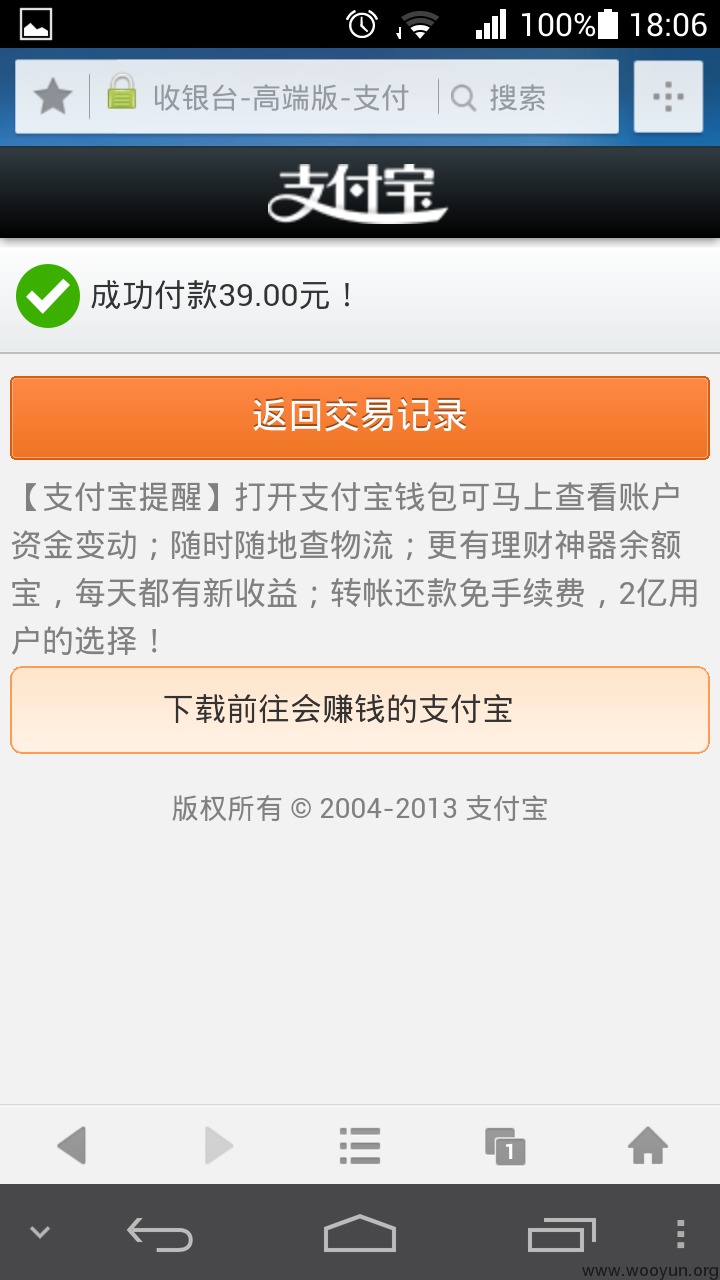 100% 18:06
收银台-高端版-支付 搜索
支付宝
成功付款39.00元！
返回交易记录
【支付宝提醒】打开支付宝钱包可马上查看账户
资金变动；随时随地查物流；更有理财神器余额
宝，每天都有新收益；转帐还款免手续费，2亿用
户的选择！
下载前往会赚钱的支付宝
版权所有 © 2004-2013 支付宝
1
www.wooyun.org